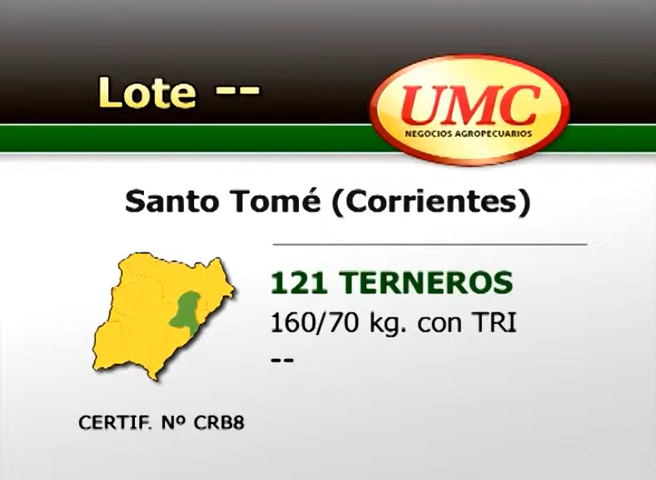 Lote --
UMC
NEGOCIOS AGROPECUARIOS
Santo Tomé (Corrientes)
121 TERNEROS
160/70 kg. con TRI
--
CERTIF. Nº CRB8